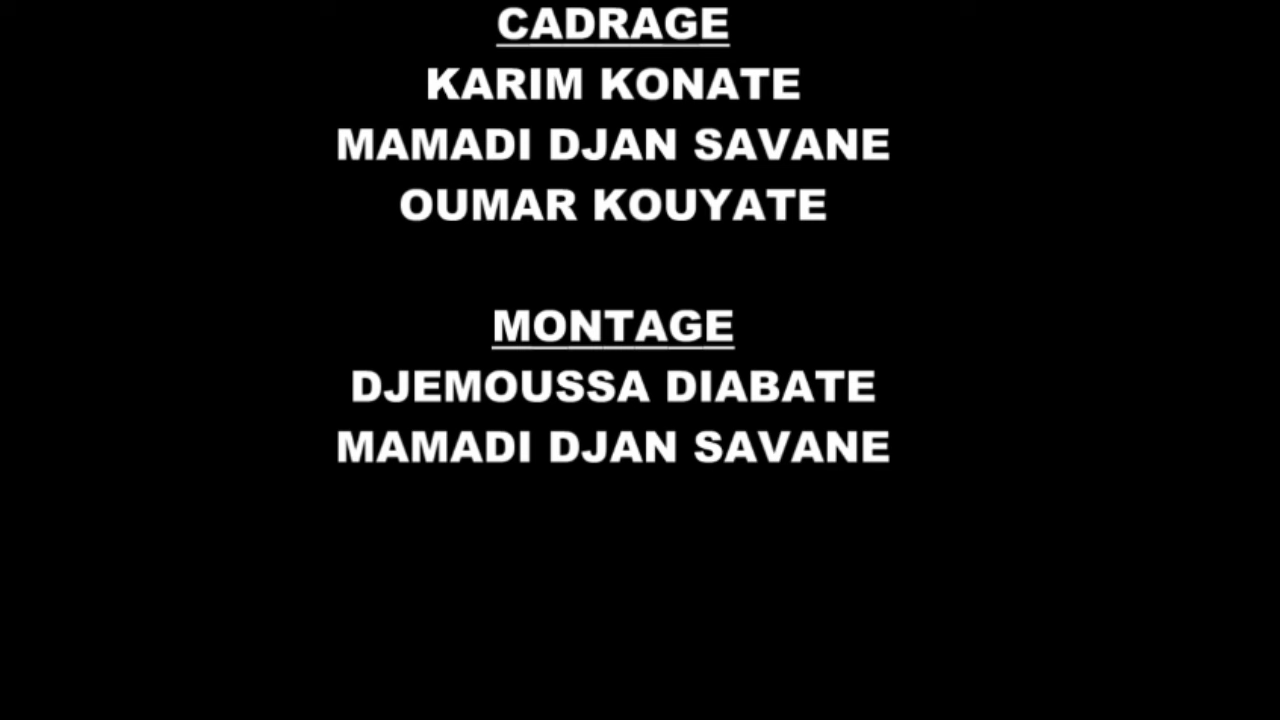 CADRAGE
KARIM KONATE
MAMADI DJAN SAVANE
OUMAR KOUYATE
MONTAGE
DJEMOUSSA DIABATE
MAMADI DJAN SAVANE